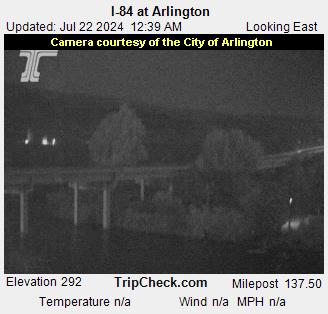 I-84 at Arlington
Updated: Jul 22 2024 12:39 AM Looking East
Camera courtesy of the City of Arlington
Elevation 292 TripCheck.com Milepost 137.50
Temperature n/a Wind n/a MPH n/a